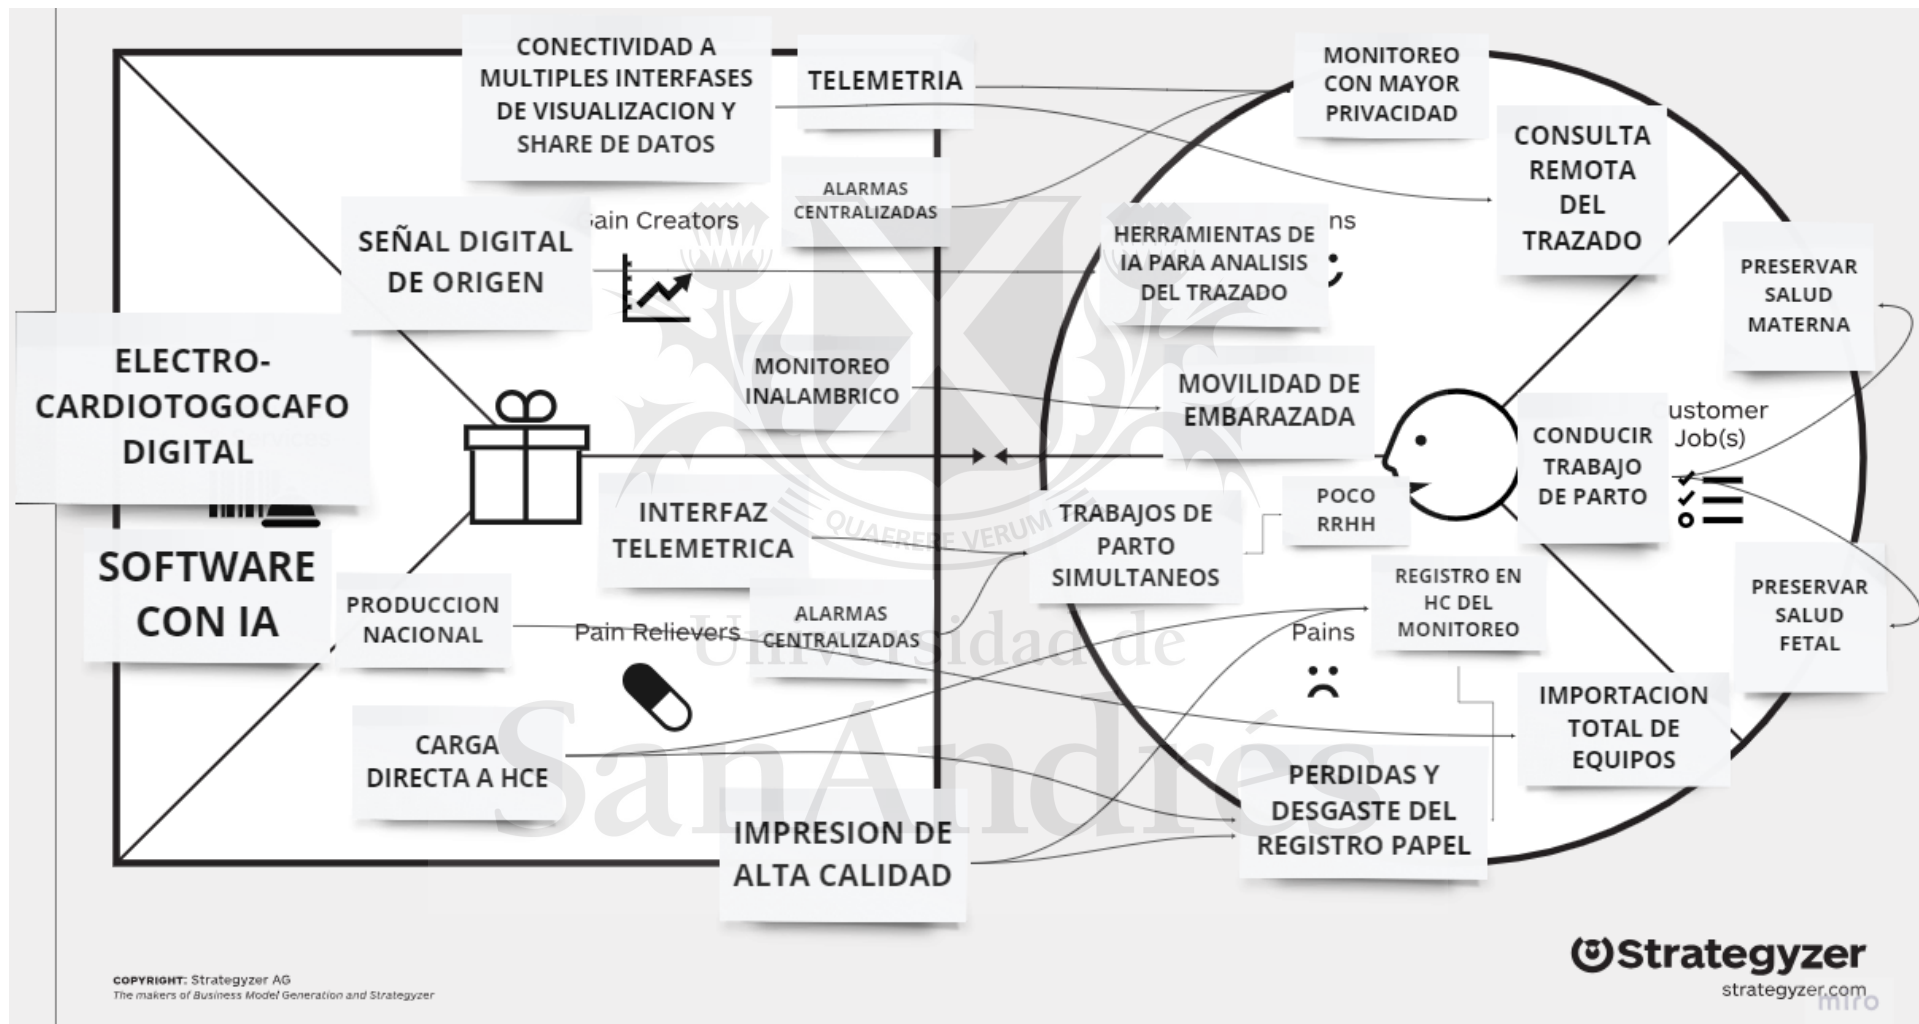 CONECTIVIDAD A
MULTIPLES INTERFASES
DE VISUALIZACION Y
SHARE DE DATOS
TELEMETRIA
ALARMAS
CENTRALIZADAS
Gain Creators
SEÑAL DIGITAL
DE ORIGEN
ELECTRO-
CARDIOTOGOCAFO
DIGITAL
MONITOREO
INALAMBRICO
INTERFAZ
TELEMETRICA
SOFTWARE
CON IA
PRODUCCION
NACIONAL
Pain Relievers
ALARMAS
CENTRALIZADAS
CARGA
DIRECTA A HCE
IMPRESION DE
ALTA CALIDAD
MONITOREO
CON MAYOR
PRIVACIDAD
CONSULTA
REMOTA
DEL
TRAZADO
HERRAMIENTAS DE
IA PARA ANALISIS
DEL TRAZADO
ns
MOVILIDAD DE
EMBARAZADA
PRESERVAR
SALUD
MATERNA
ustomer
Job(s)
CONDUCIR
TRABAJO
DE PARTO
POCO
RRHH
TRABAJOS DE
PARTO
SIMULTANEOS
REGISTRO EN
HC DEL
MONITOREO
Pains
PRESERVAR
SALUD
FETAL
IMPORTACION
TOTAL DE
EQUIPOS
PERDIDAS Y
DESGASTE DEL
REGISTRO PAPEL
QUAERERE VERUM
Universidad de
SanAndrés
COPYRIGHT: Strategyzer AG
The makers of Business Model Generation and Strategyzer
Strategyzer
strategyzer.com
miro